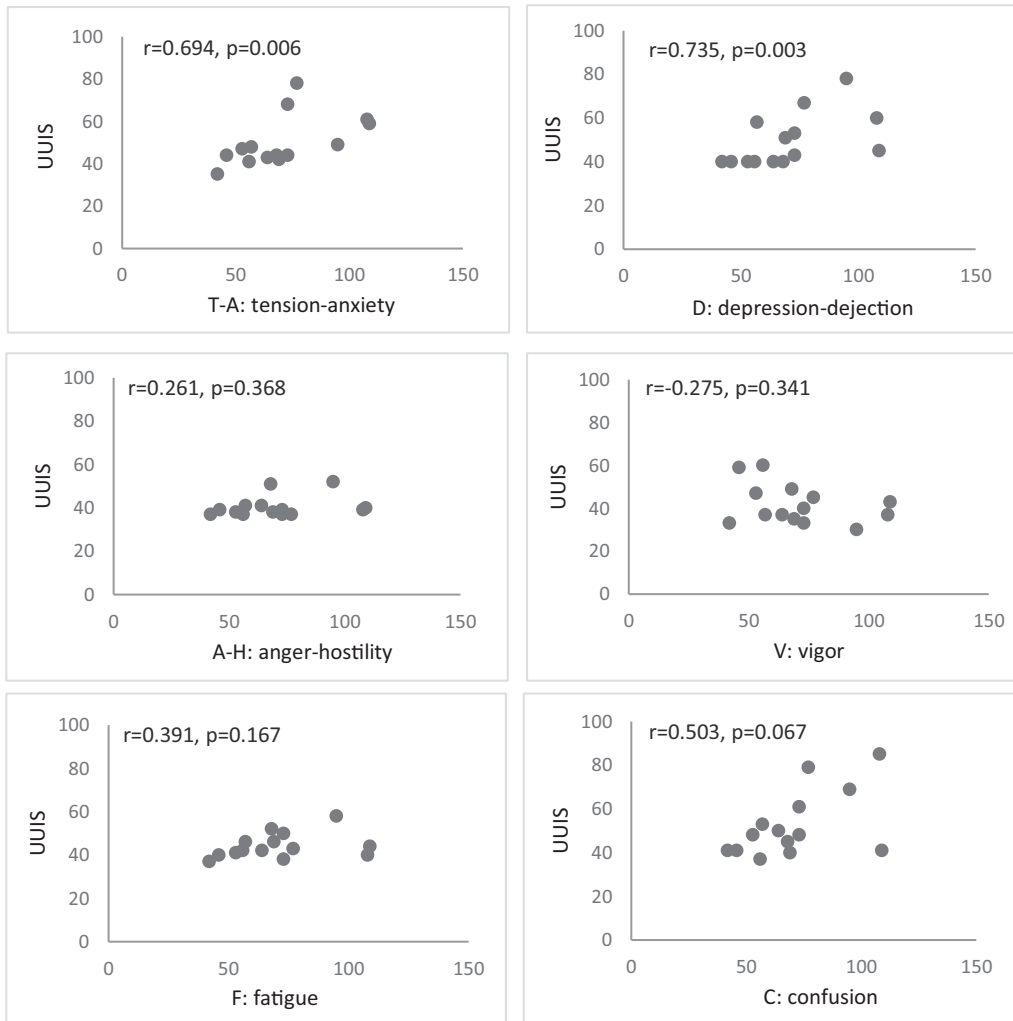 r=0.694, p=0.006
UUIS
100
80
60
40
20
0
0 50 100 150
T-A: tension-anxiety
r=0.735, p=0.003
UUIS
100
80
60
40
20
0
0 50 100 150
D: depression-dejection
r=0.261, p=0.368
UUIS
100
80
60
40
20
0
0 50 100 150
A-H: anger-hostility
r=-0.275, p=0.341
UUIS
100
80
60
40
20
0
0 50 100 150
V: vigor
r=0.391, p=0.167
UUIS
100
80
60
40
20
0
0 50 100 150
F: fatigue
r=0.503, p=0.067
UUIS
100
80
60
40
20
0
0 50 100 150
C: confusion